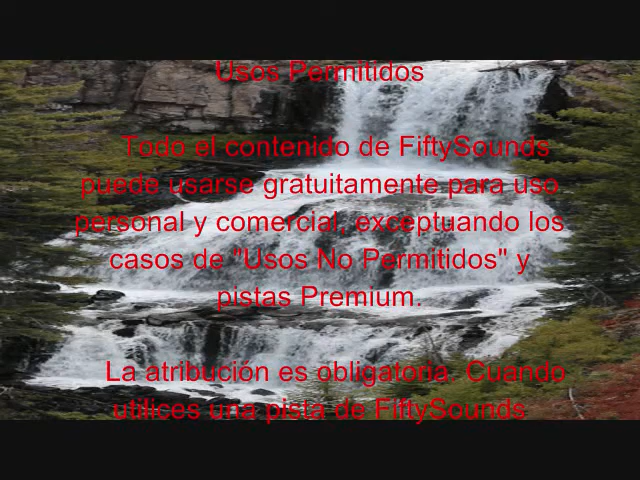 Usos Permitidos
Todo el contenido de FiftySounds
puede usarse gratuitamente para uso
personal y comercial, exceptuando los
casos de "Usos No Permitidos" y
pistas Premium.
La atribución es obligatoria. Cuando
utilices una pista de FiftySounds